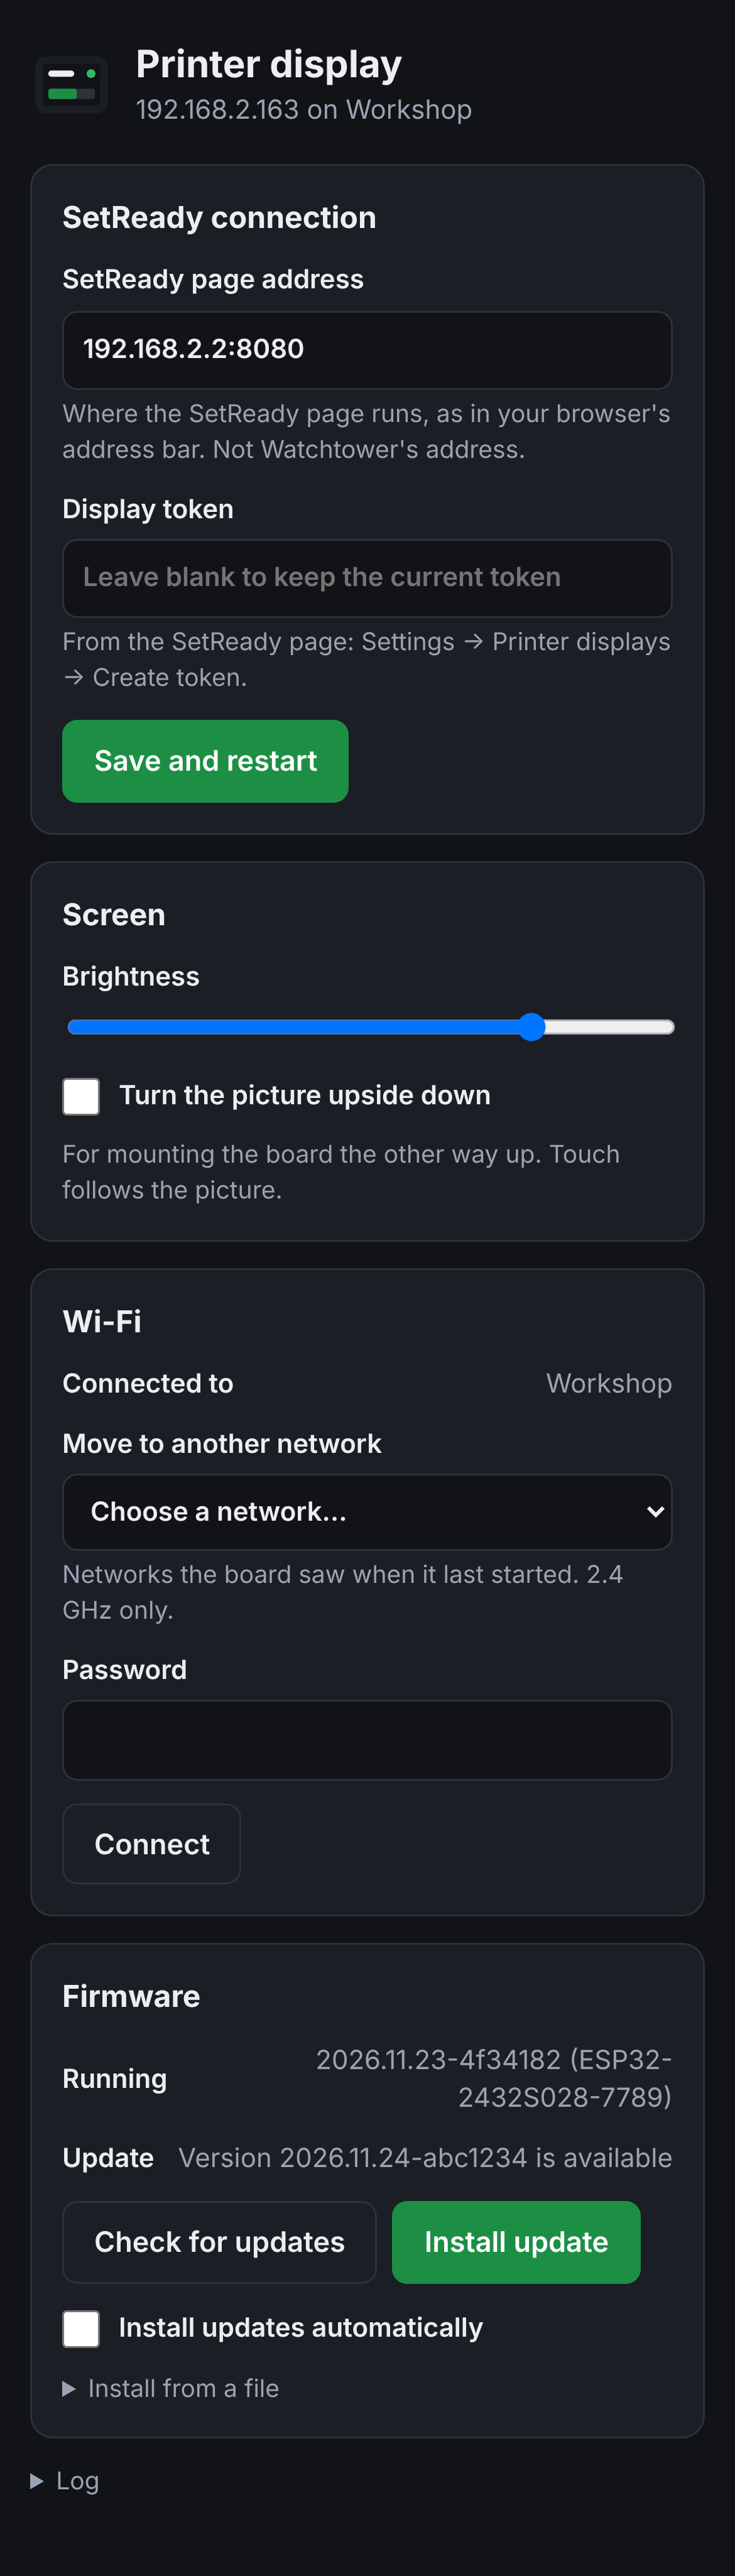 Printer display
192.168.2.163 on Workshop
SetReady connection
SetReady page address
192.168.2.2:8080
Where the SetReady page runs, as in your browser's
address bar. Not Watchtower's address.
Display token
Leave blank to keep the current token
From the SetReady page: Settings → Printer displays
→ Create token.
Save and restart
Screen
Brightness
Turn the picture upside down
For mounting the board the other way up. Touch
follows the picture.
Wi-Fi
Connected to Workshop
Move to another network
Choose a network...
Networks the board saw when it last started. 2.4
GHz only.
Password
Connect
Firmware
Running 2026.11.23-4f34182 (ESP32-
2432S028-7789)
Update Version 2026.11.24-abc1234 is available
Check for updates Install update
Install updates automatically
Install from a file
Log